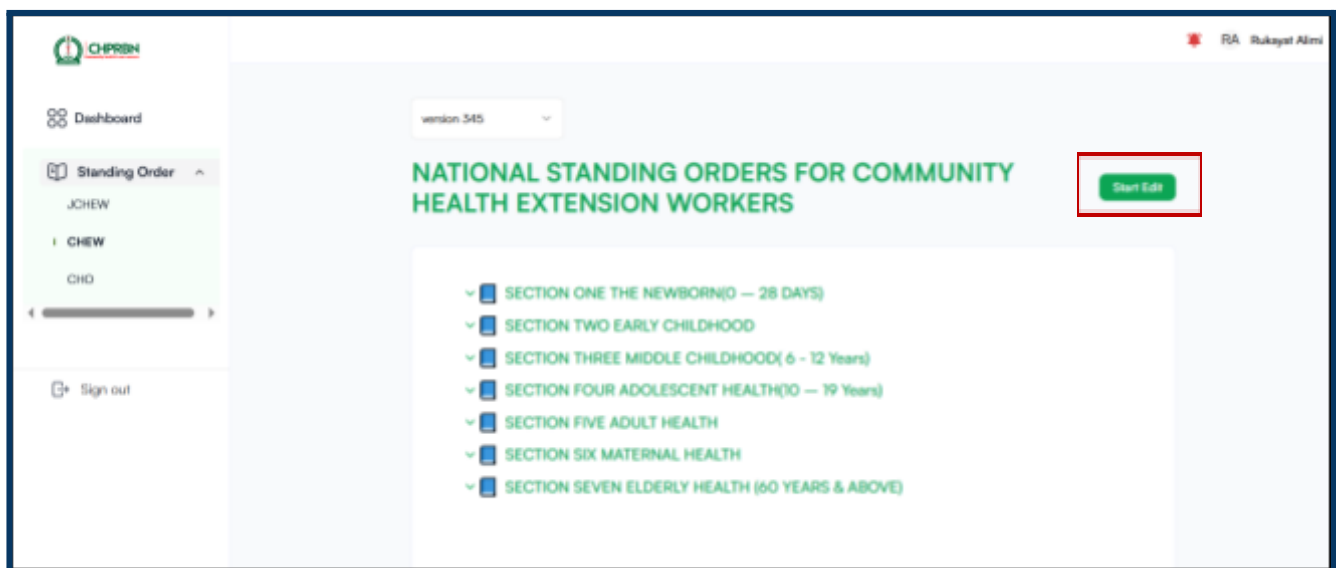 CHPRBN
RA Rukayat Alimi
Dashboard
Standing Order
JCHEW
CHEW
CHO
Sign out
version 345
NATIONAL STANDING ORDERS FOR COMMUNITY
HEALTH EXTENSION WORKERS
Start Edit
SECTION ONE THE NEWBORN(0 — 28 DAYS)
SECTION TWO EARLY CHILDHOOD
SECTION THREE MIDDLE CHILDHOOD( 6 - 12 Years)
SECTION FOUR ADOLESCENT HEALTH(10 — 19 Years)
SECTION FIVE ADULT HEALTH
SECTION SIX MATERNAL HEALTH
SECTION SEVEN ELDERLY HEALTH (60 YEARS & ABOVE)